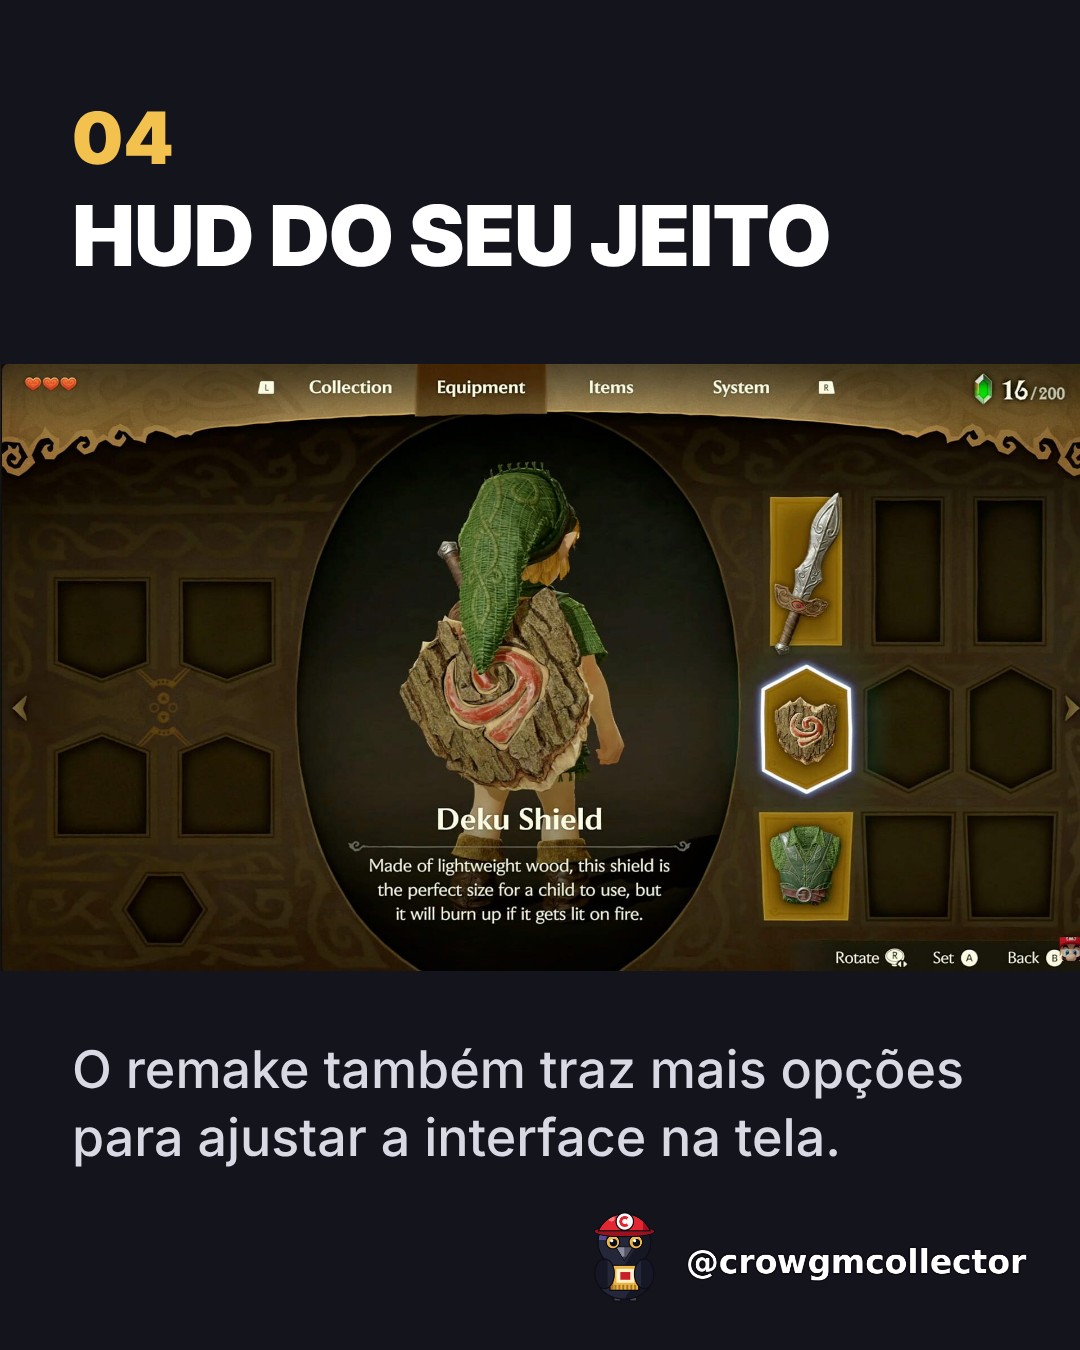 04
HUD DO SEU JEITO
L Collection Equipment Items System R 16/200
Deku Shield
Made of lightweight wood, this shield is
the perfect size for a child to use, but
it will burn up if it gets lit on fire.
Rotate R Set A Back B
O remake também traz mais opções
para ajustar a interface na tela.
C
@crowgmcollector